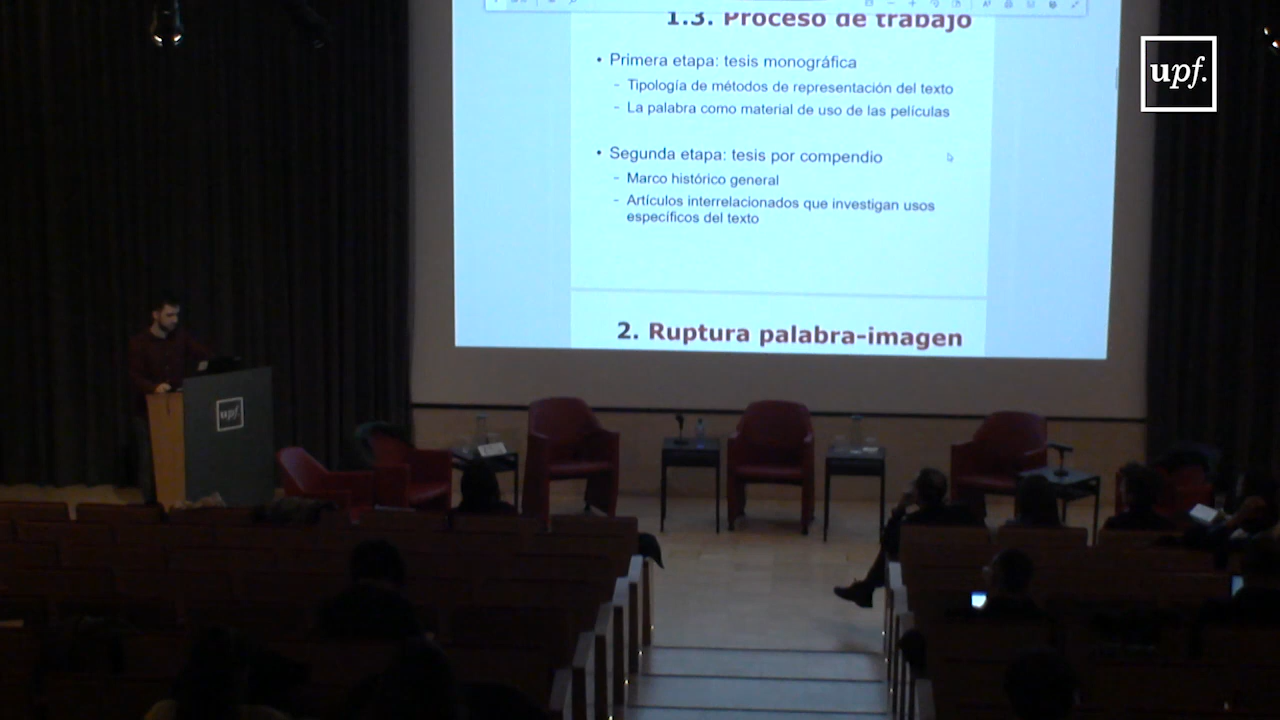 1.3. Proceso de trabajo
• Primera etapa: tesis monográfica
- Tipología de métodos de representación del texto
- La palabra como material de uso de las películas
• Segunda etapa: tesis por compendio
- Marco histórico general
- Artículos interrelacionados que investigan usos
específicos del texto
2. Ruptura palabra-imagen
upf.
upf.